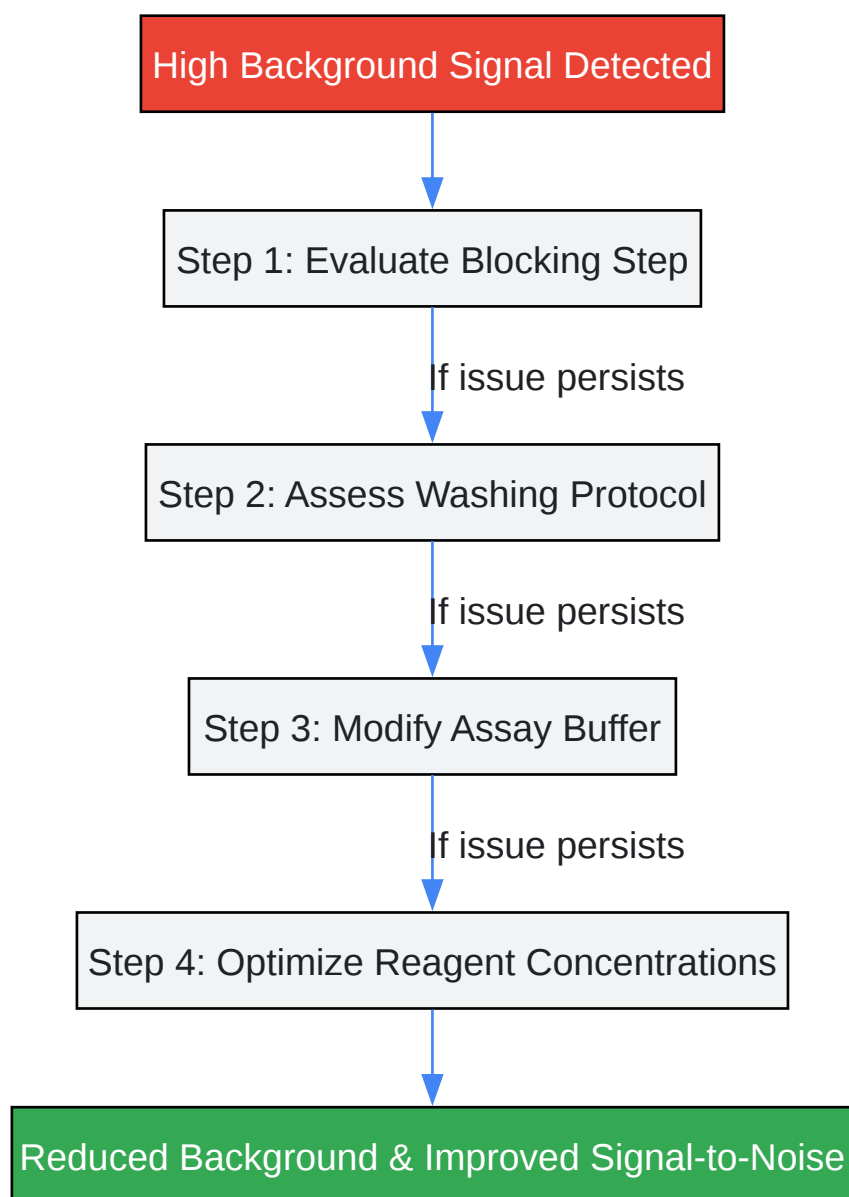 High Background Signal Detected
Step 1: Evaluate Blocking Step
If issue persists
Step 2: Assess Washing Protocol
If issue persists
Step 3: Modify Assay Buffer
If issue persists
Step 4: Optimize Reagent Concentrations
Reduced Background & Improved Signal-to-Noise